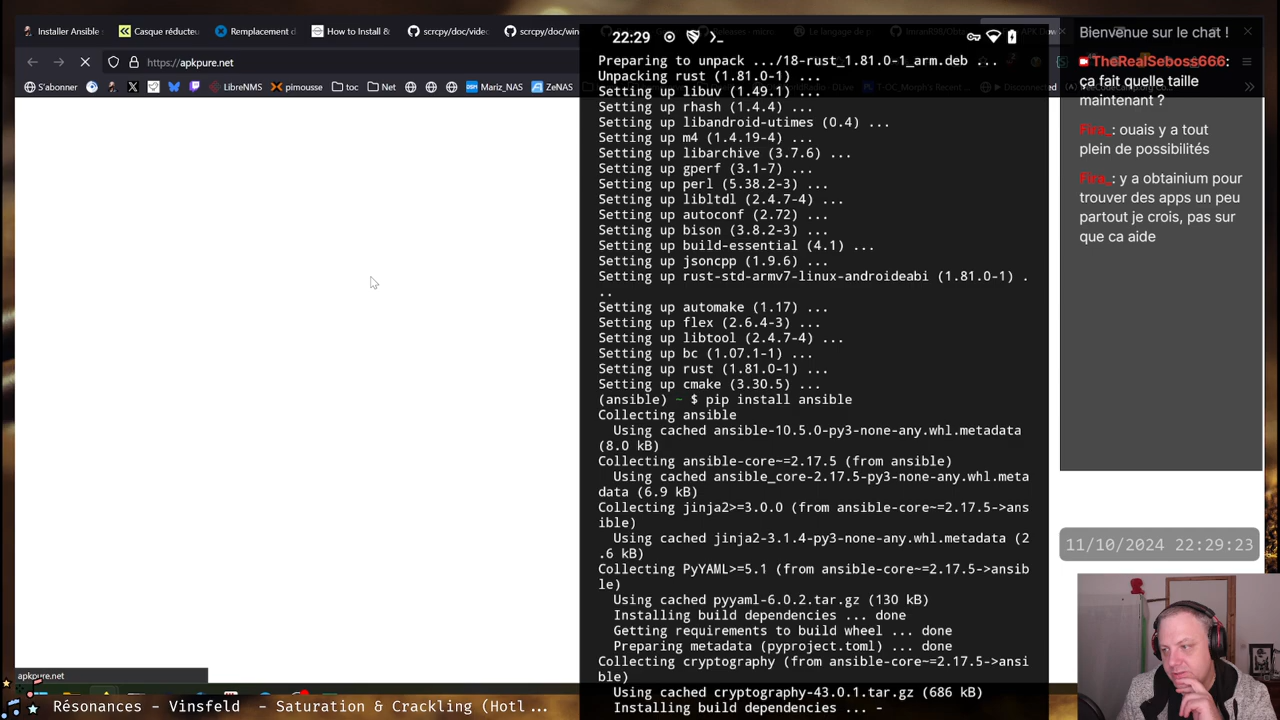 Installer Ansible
Casque réducteu
Remplacement d
How to Install &
scrcpy/doc/video.
scrcpy/doc/win
https://apkpure.net
S'abonner
LibreNMS
pimousse
toc
Net
Mariz_NAS
ZeNAS
22:29
Preparing to unpack .../18-rust_1.81.0-1_arm.deb ...
Unpacking rust (1.81.0-1) ...
Setting up libuv (1.49.1) ...
Setting up rhash (1.4.4) ...
Setting up libandroid-utimes (0.4) ...
Setting up m4 (1.4.19-4) ...
Setting up libarchive (3.7.6) ...
Setting up gperf (3.1-7) ...
Setting up perl (5.38.2-3) ...
Setting up libltdl (2.4.7-4) ...
Setting up autoconf (2.72) ...
Setting up bison (3.8.2-3) ...
Setting up build-essential (4.1) ...
Setting up jsoncpp (1.9.6) ...
Setting up rust-std-armv7-linux-androideabi (1.81.0-1) .
..
Setting up automake (1.17) ...
Setting up flex (2.6.4-3) ...
Setting up libtool (2.4.7-4) ...
Setting up bc (1.07.1-1) ...
Setting up rust (1.81.0-1) ...
Setting up cmake (3.30.5) ...
(ansible) ~ $ pip install ansible
Collecting ansible
Using cached ansible-10.5.0-py3-none-any.whl.metadata
(8.0 kB)
Collecting ansible-core~=2.17.5 (from ansible)
Using cached ansible_core-2.17.5-py3-none-any.whl.meta
data (6.9 kB)
Collecting jinja2>=3.0.0 (from ansible-core~=2.17.5->ans
ible)
Using cached jinja2-3.1.4-py3-none-any.whl.metadata (2
.6 kB)
Collecting PyYAML>=5.1 (from ansible-core~=2.17.5->ansib
le)
Using cached pyyaml-6.0.2.tar.gz (130 kB)
Installing build dependencies ... done
Getting requirements to build wheel ... done
Preparing metadata (pyproject.toml) ... done
Collecting cryptography (from ansible-core~=2.17.5->ansi
ble)
Using cached cryptography-43.0.1.tar.gz (686 kB)
Installing build dependencies ... -
Bienvenue sur le chat !
TheRealSeboss666:
ça fait quelle taille
maintenant ?
Fire_: ouais y a tout
plein de possibilités
Fire_: y a obtainium pour
trouver des apps un peu
partout je crois, pas sur
que ca aide
11/10/2024 22:29:23
apkpure.net
Résonances - Vinsfeld - Saturation & Crackling (Hotl ...